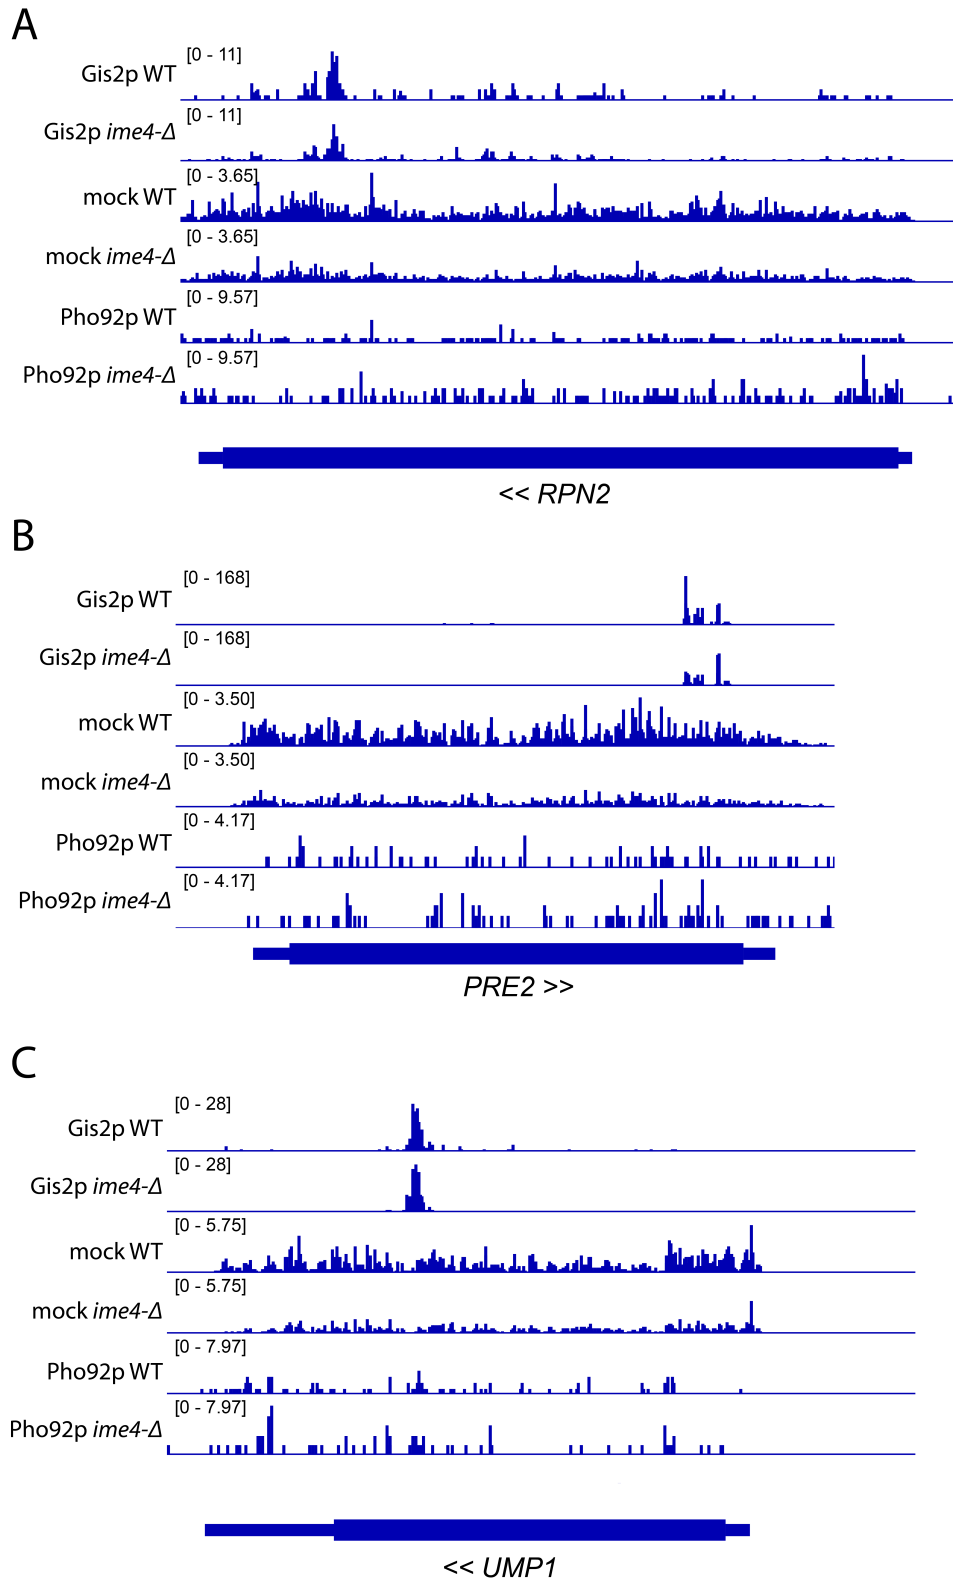 A
Gis2p WT
[0 - 11]
Gis2p ime4-Δ
[0 - 11]
mock WT
[0 - 3.65]
mock ime4-Δ
[0 - 3.65]
Pho92p WT
[0 - 9.57]
Pho92p ime4-Δ
[0 - 9.57]
<< RPN2
B
Gis2p WT
[0 - 168]
Gis2p ime4-Δ
[0 - 168]
mock WT
[0 - 3.50]
mock ime4-Δ
[0 - 3.50]
Pho92p WT
[0 - 4.17]
Pho92p ime4-Δ
[0 - 4.17]
PRE2 >>
C
Gis2p WT
[0 - 28]
Gis2p ime4-Δ
[0 - 28]
mock WT
[0 - 5.75]
mock ime4-Δ
[0 - 5.75]
Pho92p WT
[0 - 7.97]
Pho92p ime4-Δ
[0 - 7.97]
<< UMP1